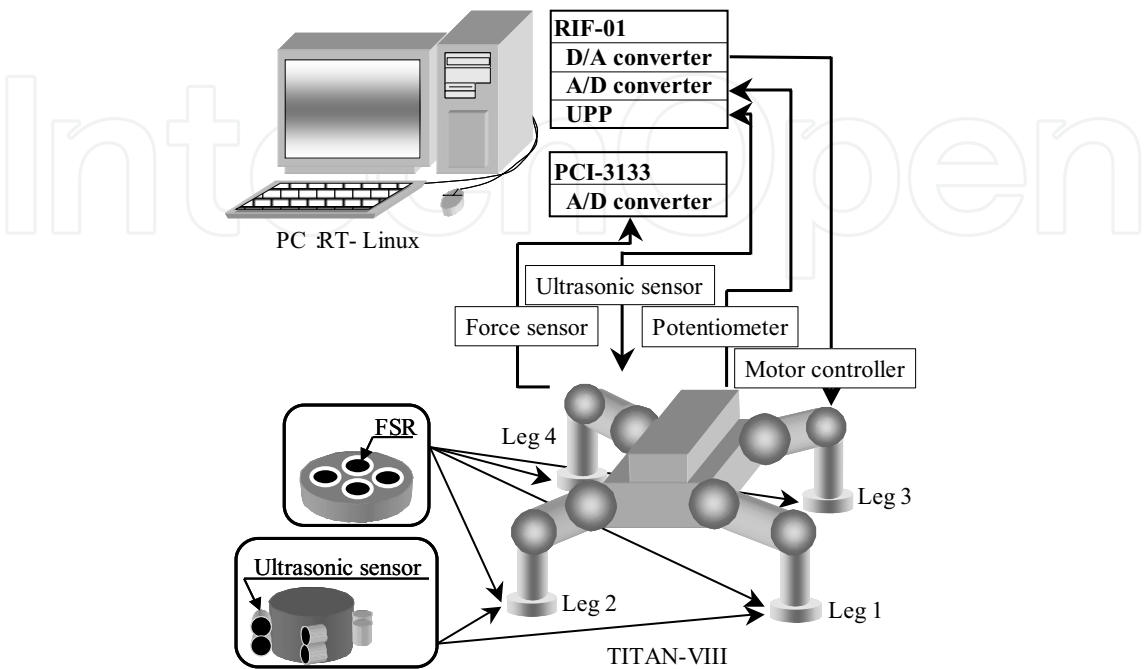 RIF-01
D/A converter
A/D converter
UPP
PCI-3133
A/D converter
IntechOpen
PC :RT- Linux
Ultrasonic sensor
Force sensor
Potentiometer
Motor controller
FSR
Leg 4
Leg 3
Ultrasonic sensor
Leg 2
Leg 1
TITAN-VIII